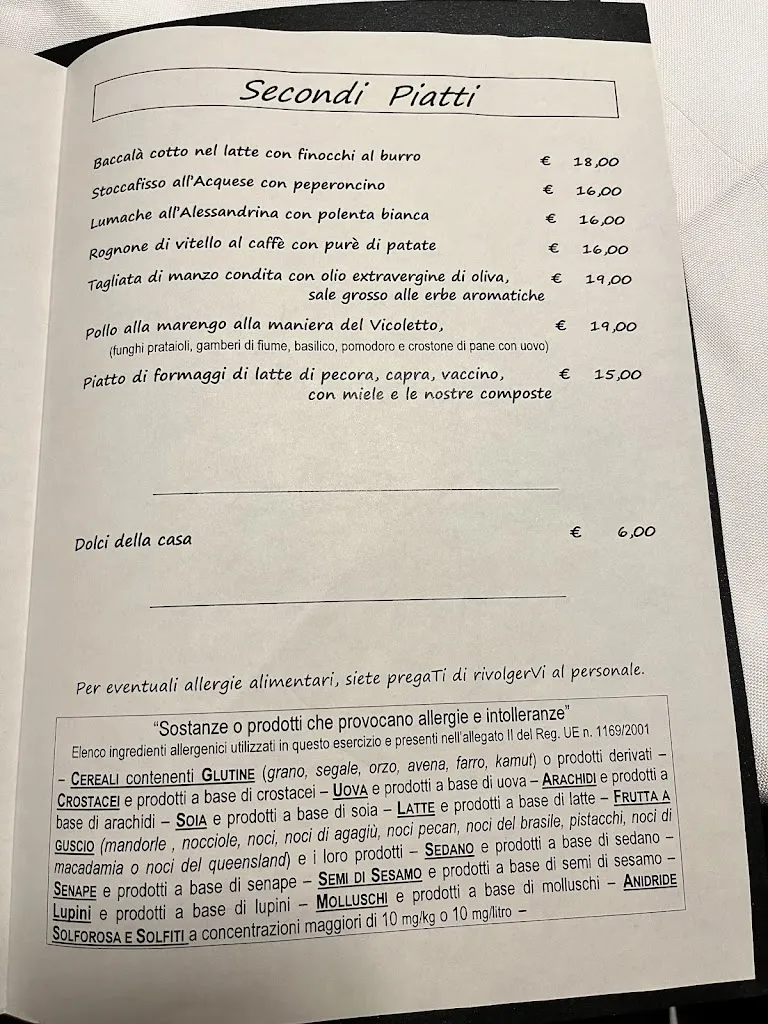 Secondi Piatti
Baccalà cotto nel latte con finocchi al burro € 18,00
Stoccafisso all'Acquese con peperoncino € 16,00
Lumache all'Alessandrina con polenta bianca € 16,00
Rognone di vitello al caffè con purè di patate € 16,00
Tagliata di manzo condita con olio extravergine di oliva, € 19,00
sale grosso alle erbe aromatiche
Pollo alla marengo alla maniera del Vicoletto, € 19,00
(funghi prataioli, gamberi di fiume, basilico, pomodoro e crostone di pane con uovo)
Piatto di formaggi di latte di pecora, capra, vaccino, € 15,00
con miele e le nostre composte
Dolci della casa € 6,00
Per eventuali allergie alimentari, siete pregaTi di rivolgerVi al personale.
"Sostanze o prodotti che provocano allergie e intolleranze"
Elenco ingredienti allergenici utilizzati in questo esercizio e presenti nell'allegato II del Reg. UE n. 1169/2001
– CEREALI contenenti GLUTINE (grano, segale, orzo, avena, farro, kamut) o prodotti derivati –
CROSTACEI e prodotti a base di crostacei – UOVA e prodotti a base di uova – ARACHIDI e prodotti a
base di arachidi – SOIA e prodotti a base di soia – LATTE e prodotti a base di latte – FRUTTA A
GUSCIO (mandorle , nocciole, noci, noci di agagiù, noci pecan, noci del brasile, pistacchi, noci di
macadamia o noci del queensland) e i loro prodotti – SEDANO e prodotti a base di sedano –
SENAPE e prodotti a base di senape – SEMI DI SESAMO e prodotti a base di semi di sesamo –
Lupini e prodotti a base di lupini – MOLLUSCHI e prodotti a base di molluschi – ANIDRIDE
SOLFOROSA E SOLFITI a concentrazioni maggiori di 10 mg/kg o 10 mg/litro –